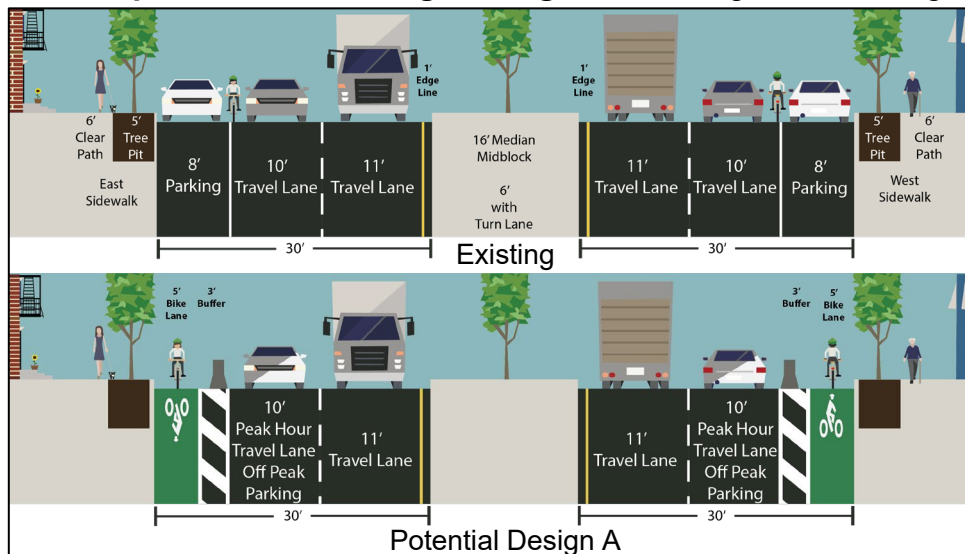 1'
Edge
Line
1'
Edge
Line
6'
Clear
Path
5'
Tree
Pit
East
Sidewalk
8'
Parking
10'
Travel Lane
11'
Travel Lane
16' Median
Midblock
6'
with
Turn Lane
11'
Travel Lane
10'
Travel Lane
8'
Parking
5'
Tree
Pit
6'
Clear
Path
West
Sidewalk
30'
30'
Existing
5'
Bike
Lane
3'
Buffer
3'
Buffer
5'
Bike
Lane
10'
Peak Hour
Travel Lane
Off Peak
Parking
11'
Travel Lane
11'
Travel Lane
10'
Peak Hour
Travel Lane
Off Peak
Parking
30'
30'
Potential Design A